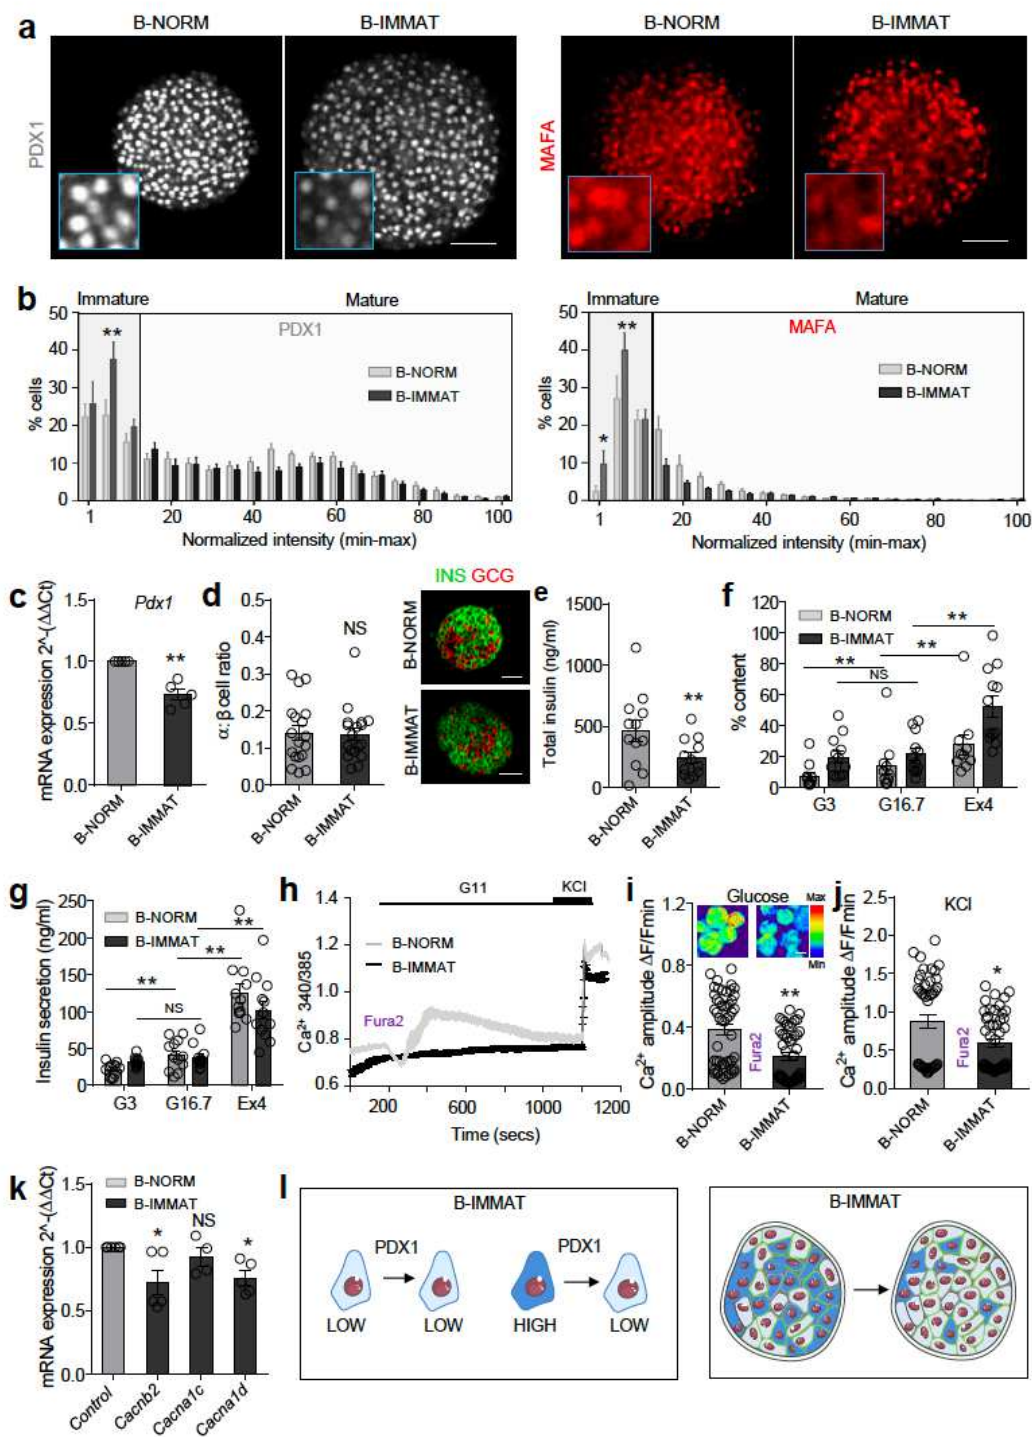 a
B-NORM
B-IMMAT
B-NORM
B-IMMAT
PDX1
MAFA
b
Immature
Mature
Immature
Mature
50
40
30
20
10
0
% cells
**
PDX1
B-NORM
B-IMMAT
1
20
40
60
80
100
Normalized intensity (min-max)
50
40
30
20
10
0
% cells
*
**
MAFA
B-NORM
B-IMMAT
1
20
40
60
80
100
Normalized intensity (min-max)
c
mRNA expression 2^-(ΔΔCt)
1.5
1.0
0.5
0.0
Pdx1
**
B-NORM
B-IMMAT
d
α:β cell ratio
0.5
0.4
0.3
0.2
0.1
0.0
NS
B-NORM
B-IMMAT
INS GCG
B-NORM
B-IMMAT
e
Total insulin (ng/ml)
1500
1000
500
0
**
B-NORM
B-IMMAT
f
% content
120
100
80
60
40
20
0
B-NORM
B-IMMAT
**
**
**
NS
G3
G16.7
Ex4
g
Insulin secretion (ng/ml)
250
200
150
100
50
0
B-NORM
B-IMMAT
**
**
**
NS
G3
G16.7
Ex4
h
Ca²⁺ 340/385
1.4
1.2
1.0
0.8
0.6
G11
KCl
B-NORM
B-IMMAT
Fura2
200
600
1000
1200
Time (secs)
i
Ca²⁺ amplitude ΔF/Fmin
1.2
0.8
0.4
0.0
Glucose
Max
Min
**
Fura2
B-NORM
B-IMMAT
j
Ca²⁺ amplitude ΔF/Fmin
2.5
2.0
1.5
1.0
0.5
0.0
KCl
*
Fura2
B-NORM
B-IMMAT
k
mRNA expression 2^-(ΔΔCt)
1.5
1.0
0.5
0.0
B-NORM
B-IMMAT
*
NS
*
Control
Cacnb2
Cacna1c
Cacna1d
l
B-IMMAT
PDX1
PDX1
LOW
LOW
HIGH
LOW
B-IMMAT